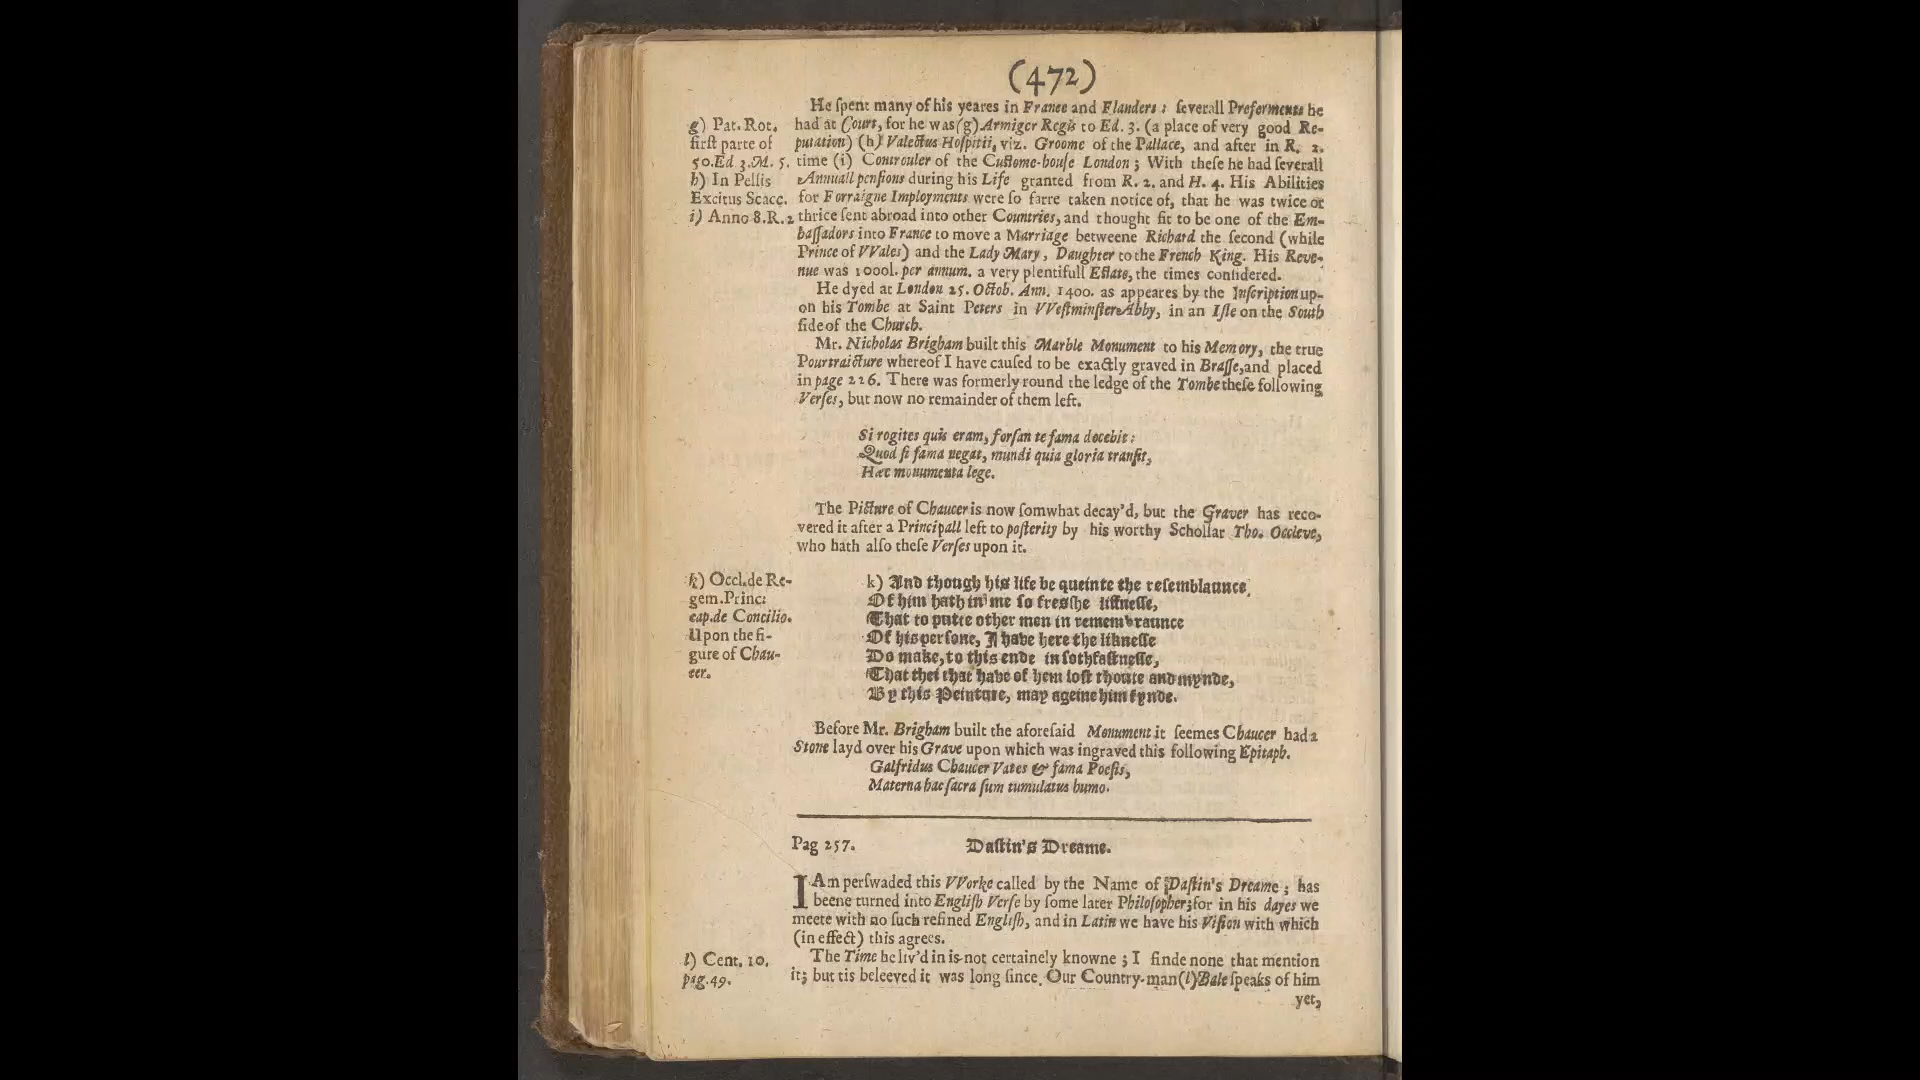 (472)
He ſpent many of his yeares in France and Flanders: ſeverall Preferments he
g) Pat. Rot. had at Court, for he was (g) Armiger Regis to Ed. 3. (a place of very good Re-
firſt parte of putation) (h) Valectus Hoſpitii, viz. Groome of the Pallace, and after in R. 2.
50. Ed 3. M. 5. time (i) Controuler of the Cuſtome-houſe London; With theſe he had ſeverall
h) In Pellis Annuall penſions during his Life granted from R. 2. and H. 4. His Abilities
Excitus Scacc. for Forraigne Imployments were ſo farre taken notice of, that he was twice or
i) Anno 8. R. 2 thrice ſent abroad into other Countries, and thought fit to be one of the Em-
baſſadors into France to move a Marriage betweene Richard the ſecond (while
Prince of VVales) and the Lady Mary, Daughter to the French King. His Reve-
nue was 1000l. per annum. a very plentifull Eſtate, the times conſidered.
He dyed at London 25. Octob. Ann. 1400. as appeares by the Inſcription up-
on his Tombe at Saint Peters in VVeſtminſter Abby, in an Iſle on the South
ſide of the Church.
Mr. Nicholas Brigham built this Marble Monument to his Memory, the true
Pourtraicture whereof I have cauſed to be exactly graved in Braſſe, and placed
in page 226. There was formerly round the ledge of the Tombe theſe following
Verſes, but now no remainder of them left.
Si rogites quis eram, forſan te fama docebit:
Quod ſi fama negat, mundi quia gloria tranſit,
Hæc monumenta lege.
The Picture of Chaucer is now ſomwhat decay'd, but the Graver has reco-
vered it after a Principall left to poſterity by his worthy Schollar Tho. Occleve,
who hath alſo theſe Verſes upon it.
k) Occl. de Re- k) And though his life be queinte the reſemblaunce
gem. Princ: Of him hath in me ſo freſshe liffneſſe,
cap. de Concilio. That to putte other men in remembraunce
Upon the fi- Of his perſone, I have here the likneſſe
gure of Chau- Do make, to this ende in ſothfaſtneſſe,
cer. That thei that have of hem loſt thoute and mynde,
By this Peinture, may ageine him fynde.
Before Mr. Brigham built the aforeſaid Monument it ſeemes Chaucer had a
Stone layd over his Grave upon which was ingraved this following Epitaph.
Galfridus Chaucer Vates & fama Poeſis,
Materna hac ſacra ſum tumulatus humo.
Pag 257. Daſtin's Dreame.
I Am perſwaded this VVorke called by the Name of Daſtin's Dreame; has
beene turned into Engliſh Verſe by ſome later Philoſopher; for in his dayes we
meete with no ſuch refined Engliſh, and in Latin we have his Viſion with which
(in effect) this agrees.
l) Cent. 10. The Time he liv'd in is not certainely knowne; I finde none that mention
pag. 49. it; but tis beleeved it was long ſince. Our Country-man (l) Bale ſpeaks of him
yet,